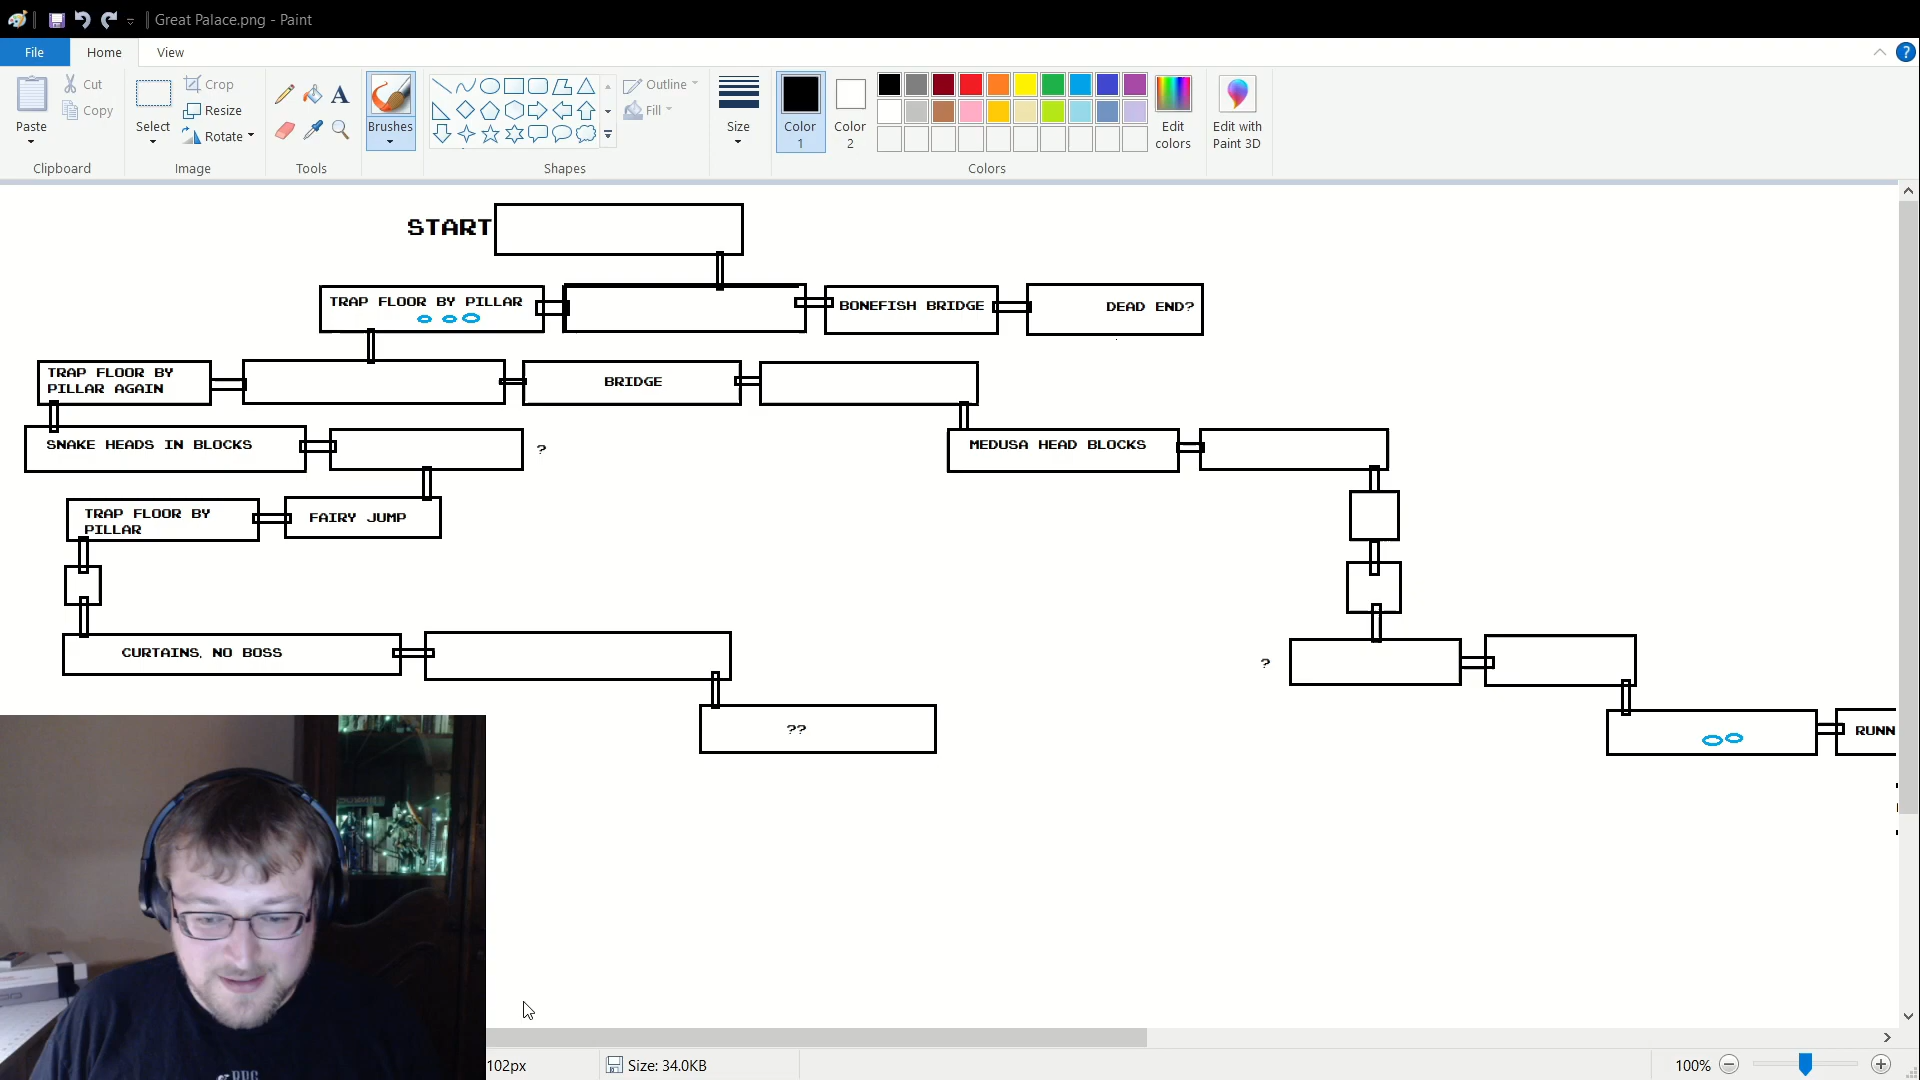 Great Palace.png - Paint
File
Home
View
Paste
Cut
Copy
Clipboard
Select
Crop
Resize
Rotate
Image
Tools
Brushes
Outline
Fill
Shapes
Size
Color 1
Color 2
Edit colors
Colors
Edit with Paint 3D
START
TRAP FLOOR BY PILLAR
BONEFISH BRIDGE
DEAD END?
TRAP FLOOR BY
PILLAR AGAIN
BRIDGE
SNAKE HEADS IN BLOCKS
?
MEDUSA HEAD BLOCKS
TRAP FLOOR BY
PILLAR
FAIRY JUMP
CURTAINS, NO BOSS
?
??
RUNN
102px
Size: 34.0KB
100%